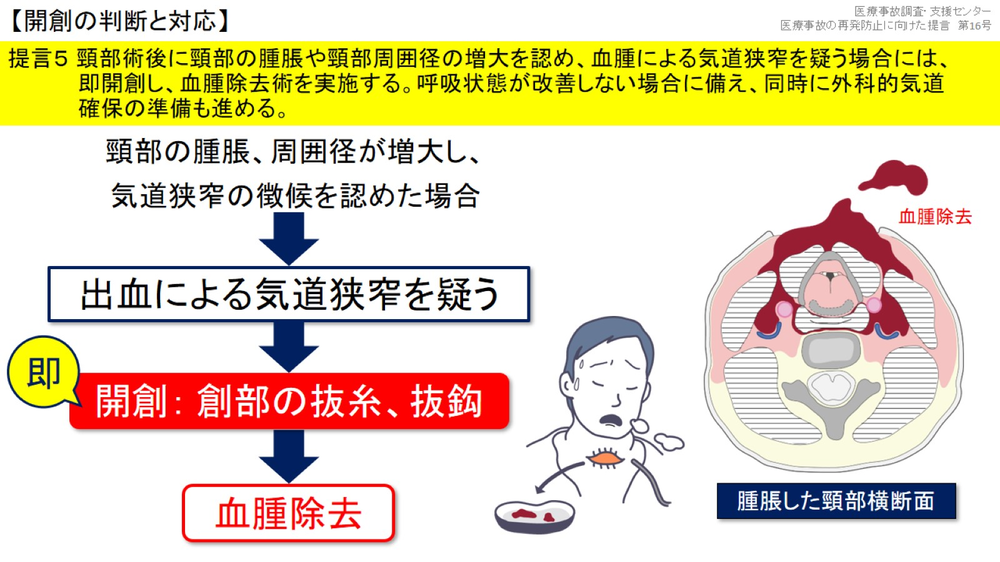 【開創の判断と対応】
医療事故調査・支援センター
医療事故の再発防止に向けた提言　第16号
提言５ 頸部術後に頸部の腫脹や頸部周囲径の増大を認め、血腫による気道狭窄を疑う場合には、
即開創し、血腫除去術を実施する。呼吸状態が改善しない場合に備え、同時に外科的気道
確保の準備も進める。
頸部の腫脹、周囲径が増大し、
気道狭窄の徴候を認めた場合
出血による気道狭窄を疑う
即
開創：創部の抜糸、抜鈎
血腫除去
血腫除去
腫脹した頸部横断面